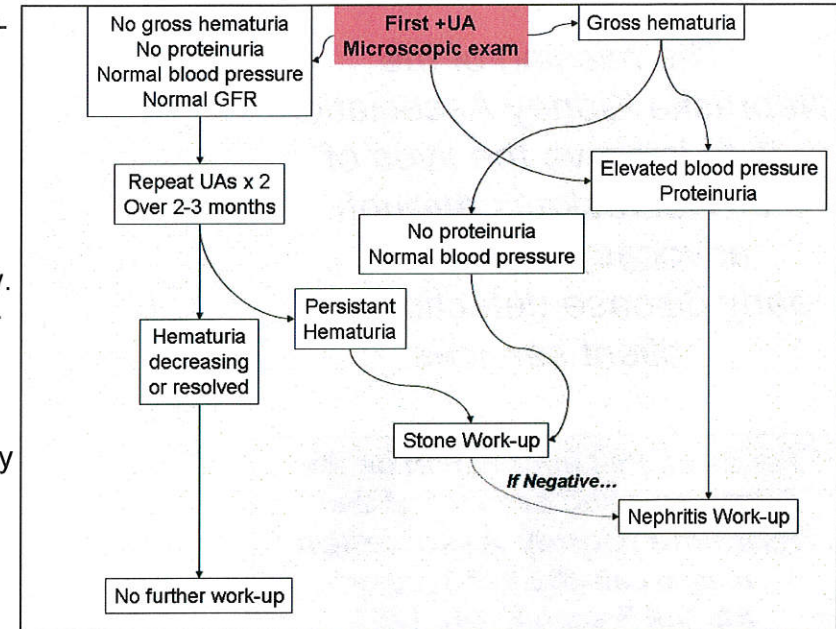 No gross hematuria
No proteinuria
Normal blood pressure
Normal GFR
First +UA
Microscopic exam
Gross hematuria
Repeat UAs x 2
Over 2-3 months
Elevated blood pressure
Proteinuria
No proteinuria
Normal blood pressure
Persistant
Hematuria
Hematuria
decreasing
or resolved
Stone Work-up
If Negative...
Nephritis Work-up
No further work-up